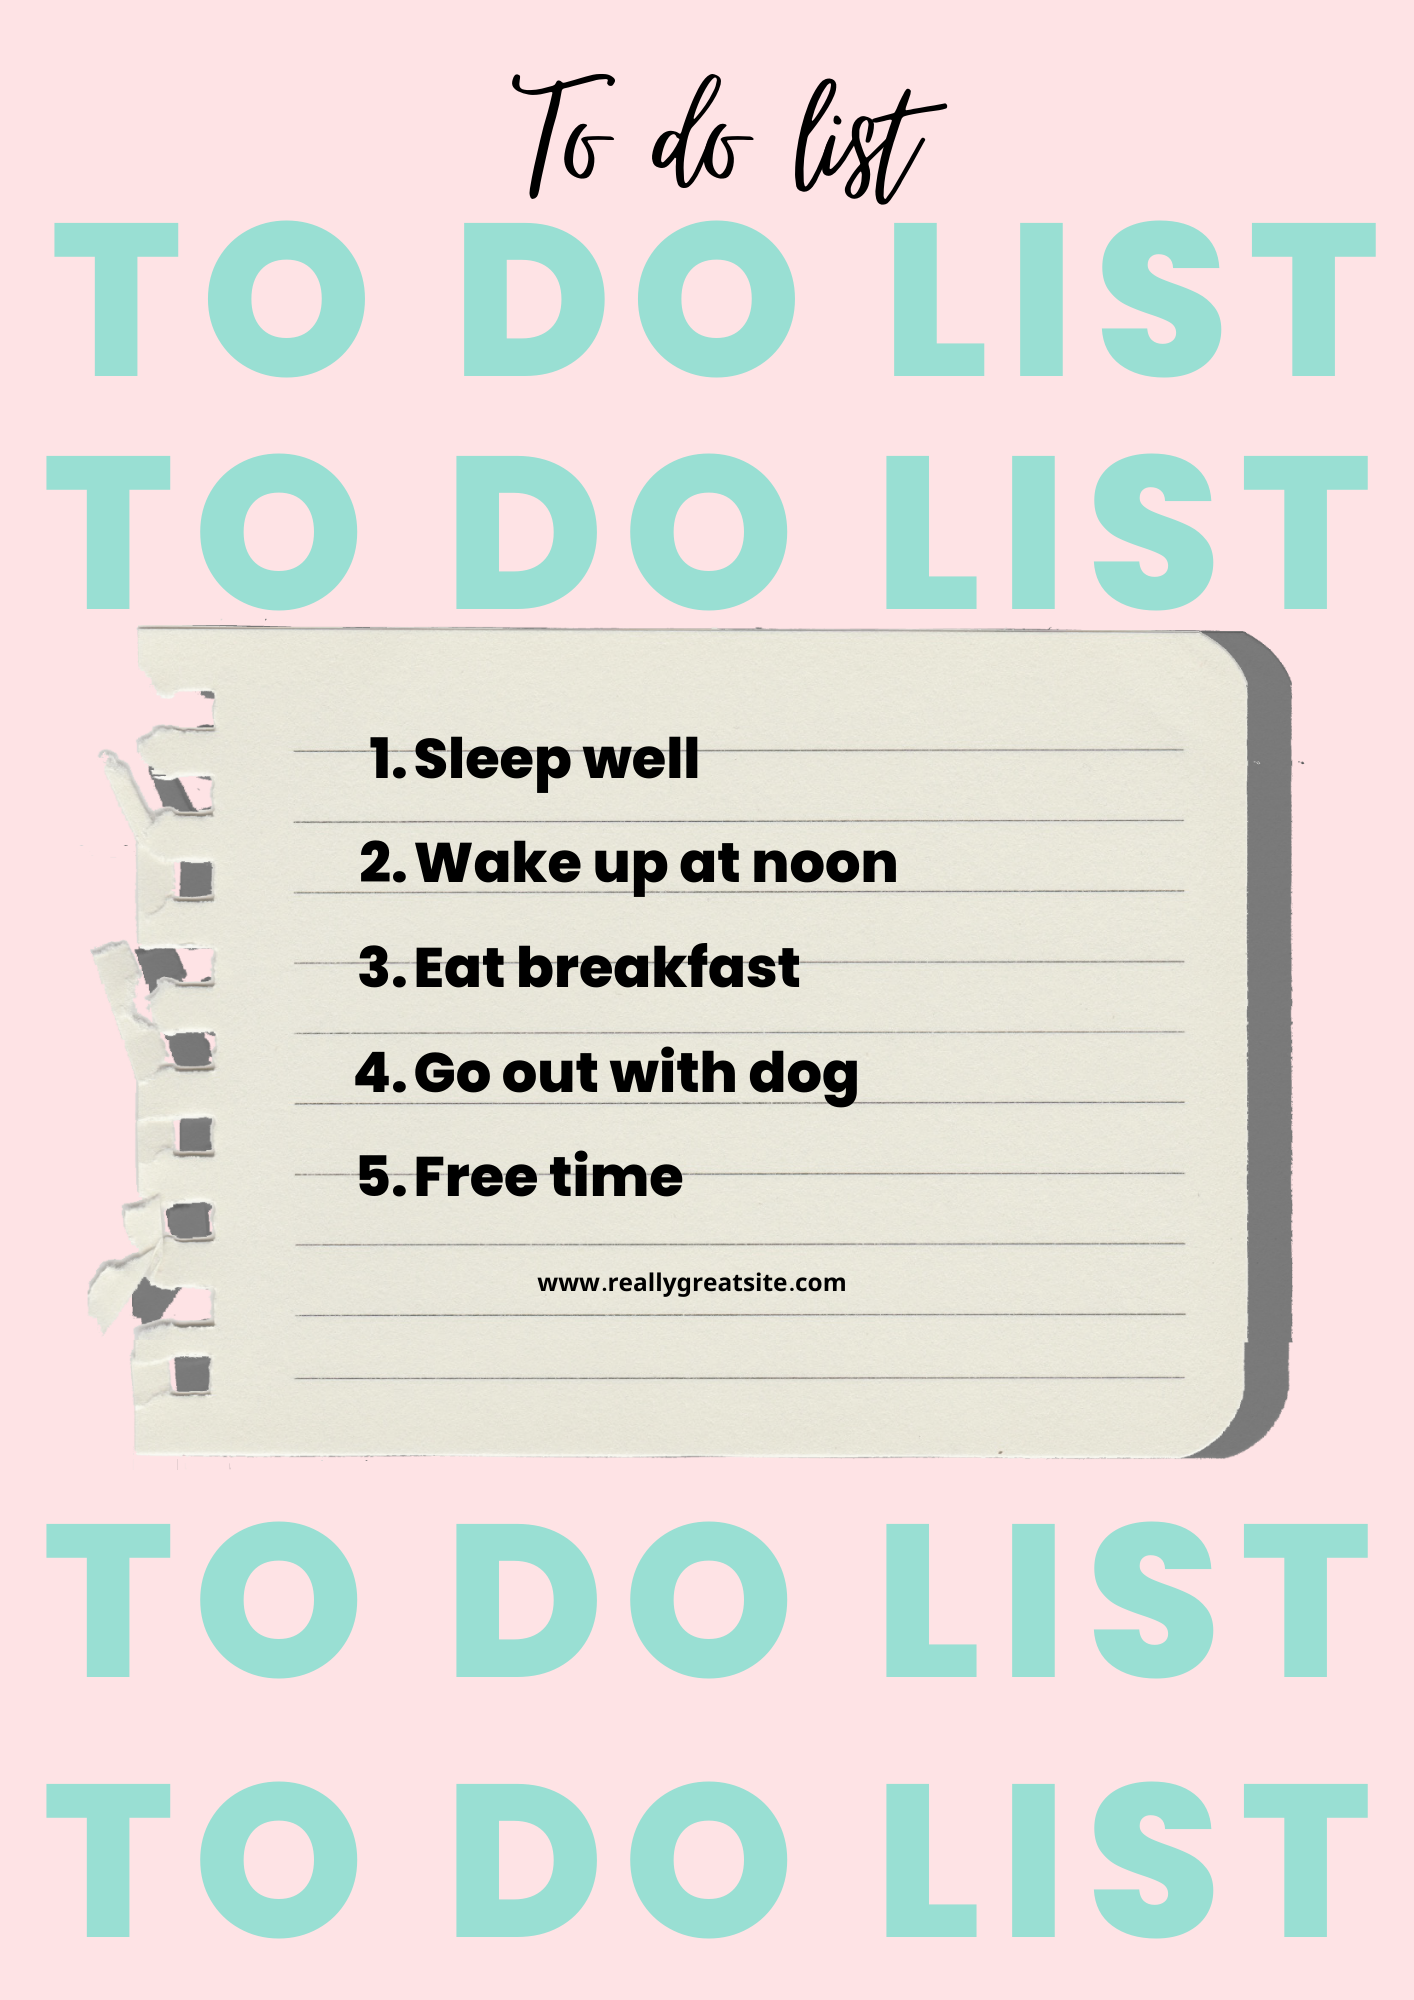 To do list
TO DO LIST
TO DO LIST
1. Sleep well
2. Wake up at noon
3. Eat breakfast
4. Go out with dog
5. Free time
www.reallygreatsite.com
TO DO LIST
TO DO LIST